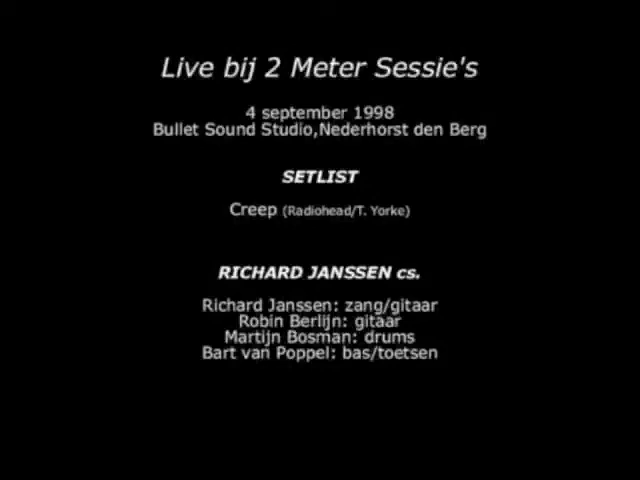 Live bij 2 Meter Sessie's
4 september 1998
Bullet Sound Studio,Nederhorst den Berg
SETLIST
Creep (Radiohead/T. Yorke)
RICHARD JANSSEN cs.
Richard Janssen: zang/gitaar
Robin Berlijn: gitaar
Martijn Bosman: drums
Bart van Poppel: bas/toetsen